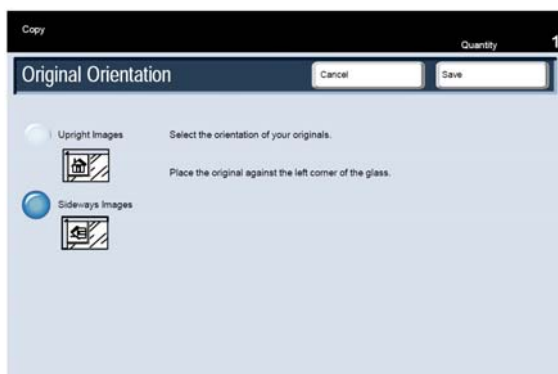 Copy
Quantity 1
Original Orientation
Cancel
Save
Upright Images
Select the orientation of your originals.
Place the original against the left corner of the glass.
Sideways Images